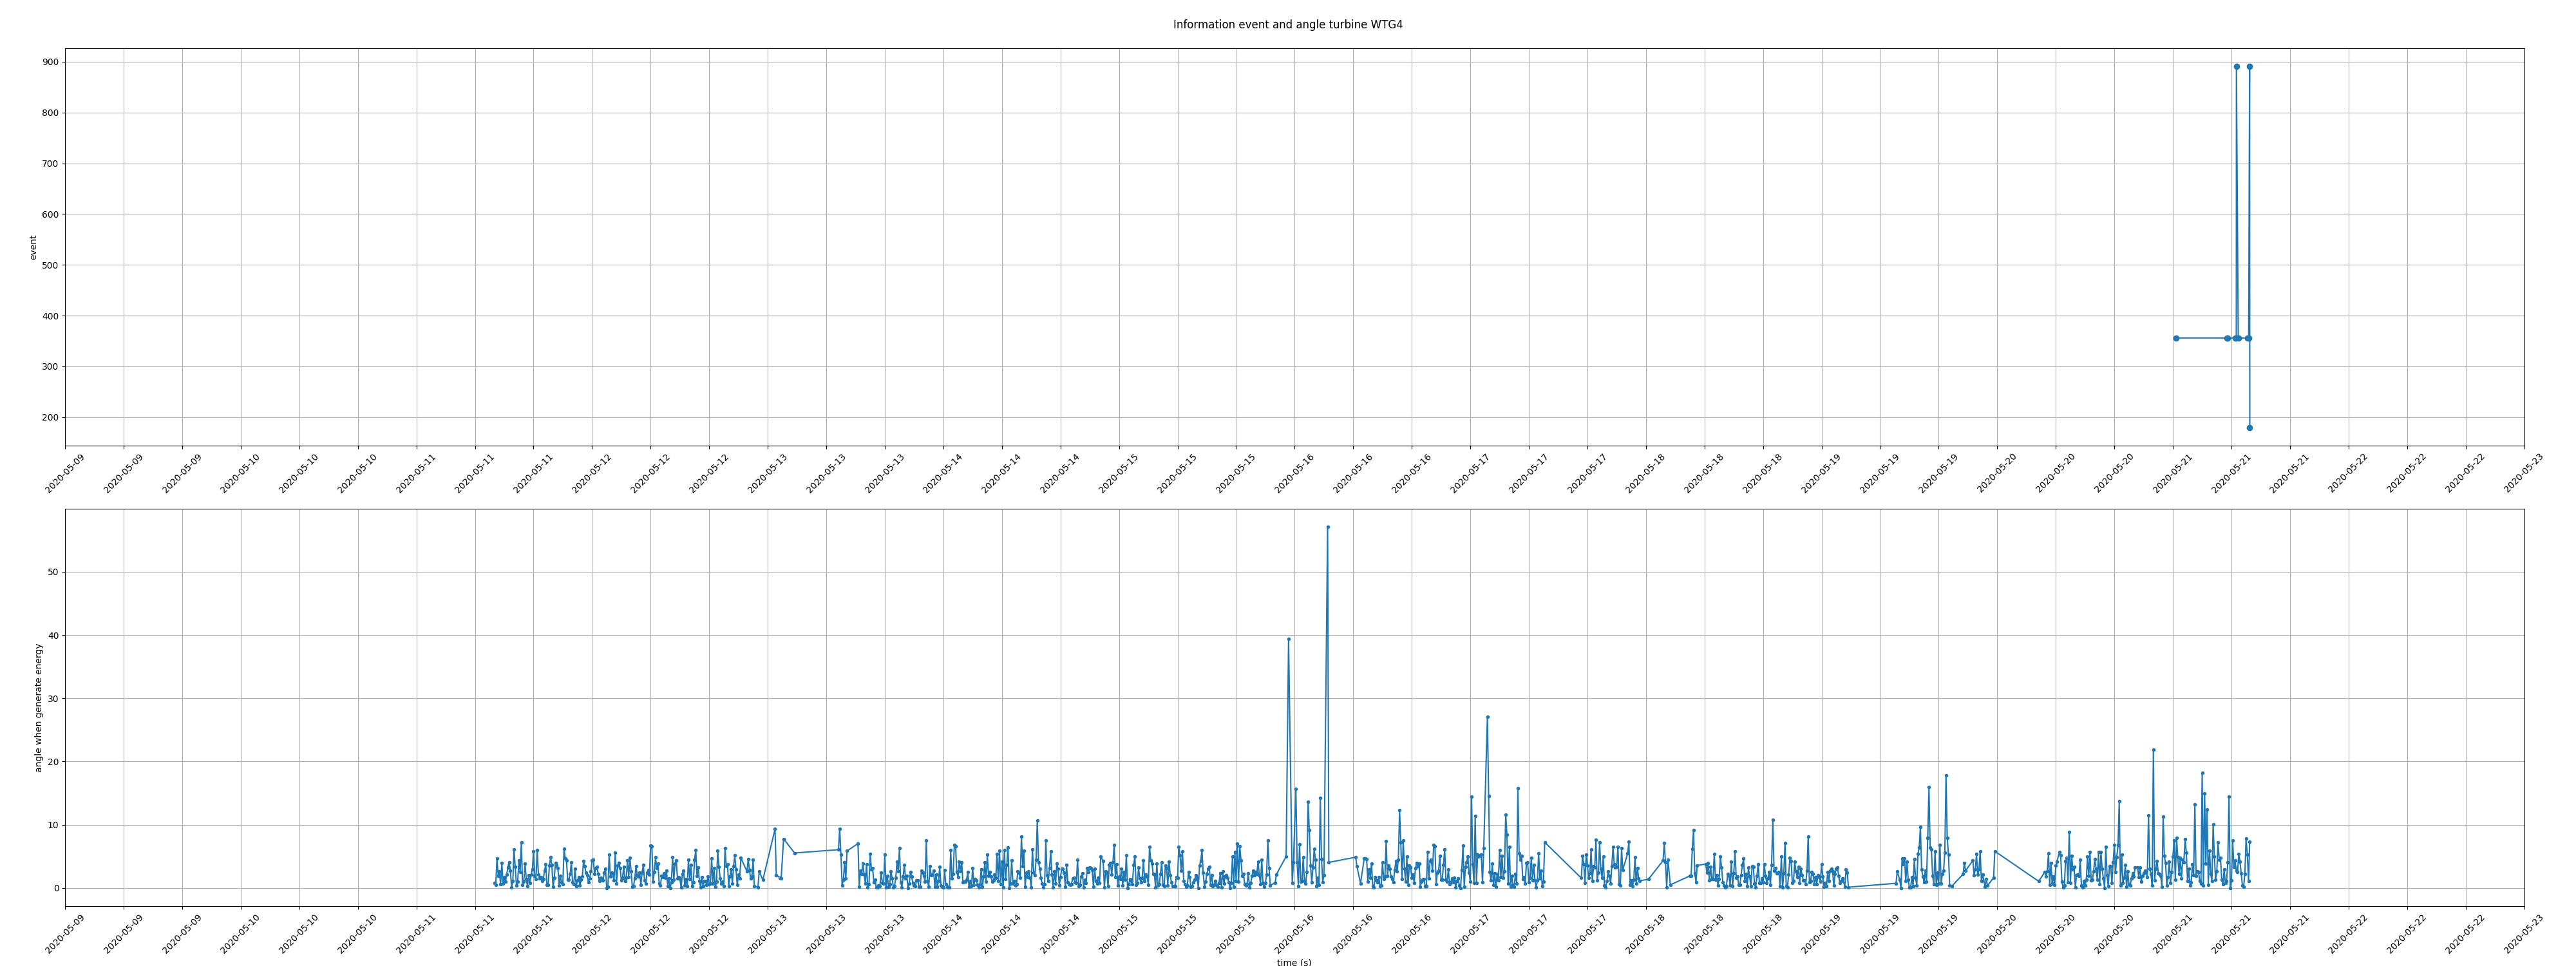 Information event and angle turbine WTG4
900
800
700
600
500
400
300
200
event
2020-05-09 2020-05-09 2020-05-09 2020-05-10 2020-05-10 2020-05-10 2020-05-11 2020-05-11 2020-05-11 2020-05-12 2020-05-12 2020-05-12 2020-05-13 2020-05-13 2020-05-13 2020-05-14 2020-05-14 2020-05-14 2020-05-15 2020-05-15 2020-05-15 2020-05-16 2020-05-16 2020-05-16 2020-05-17 2020-05-17 2020-05-17 2020-05-18 2020-05-18 2020-05-18 2020-05-19 2020-05-19 2020-05-19 2020-05-20 2020-05-20 2020-05-20 2020-05-21 2020-05-21 2020-05-21 2020-05-22 2020-05-22 2020-05-22 2020-05-23
50
40
30
20
10
0
angle when generate energy
2020-05-09 2020-05-09 2020-05-09 2020-05-10 2020-05-10 2020-05-10 2020-05-11 2020-05-11 2020-05-11 2020-05-12 2020-05-12 2020-05-12 2020-05-13 2020-05-13 2020-05-13 2020-05-14 2020-05-14 2020-05-14 2020-05-15 2020-05-15 2020-05-15 2020-05-16 2020-05-16 2020-05-16 2020-05-17 2020-05-17 2020-05-17 2020-05-18 2020-05-18 2020-05-18 2020-05-19 2020-05-19 2020-05-19 2020-05-20 2020-05-20 2020-05-20 2020-05-21 2020-05-21 2020-05-21 2020-05-22 2020-05-22 2020-05-22 2020-05-23
time (s)